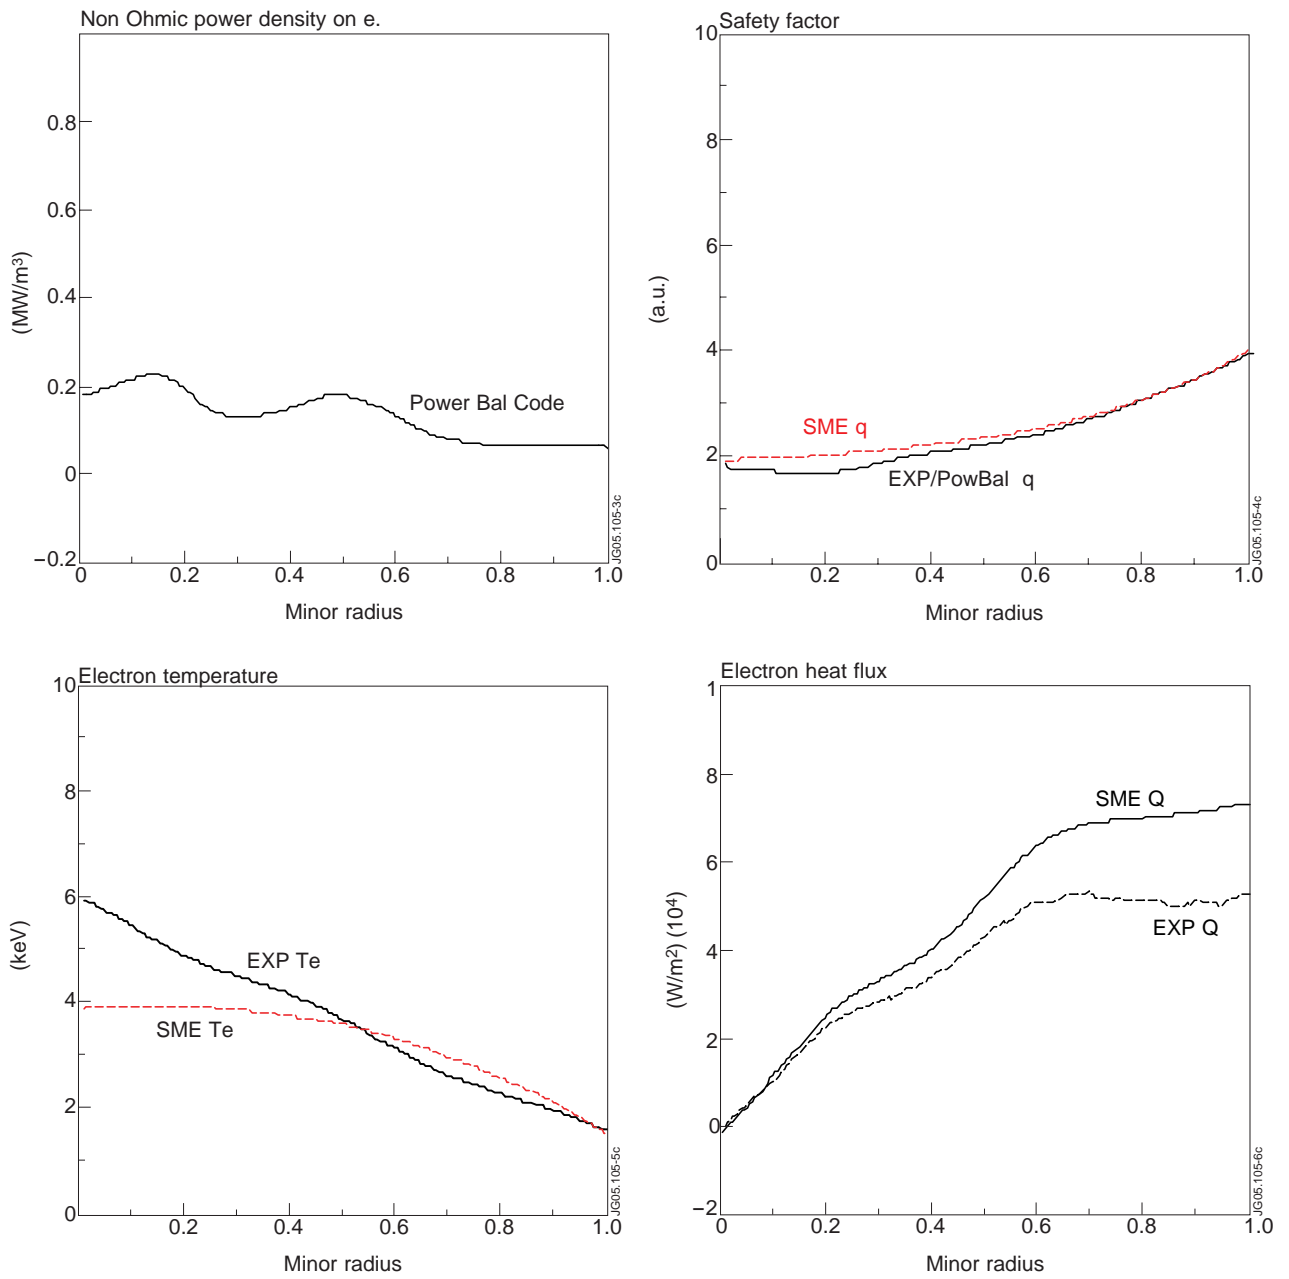 Non Ohmic power density on e.
0.8
0.6
0.4
0.2
0
−0.2
(MW/m³)
Power Bal Code
0 0.2 0.4 0.6 0.8 1.0
Minor radius
JG05.105-3c
Safety factor
10
8
6
4
2
0
(a.u.)
SME q
EXP/PowBal q
0.2 0.4 0.6 0.8 1.0
Minor radius
JG05.105-4c
Electron temperature
10
8
6
4
2
0
(keV)
EXP Te
SME Te
0.2 0.4 0.6 0.8 1.0
Minor radius
JG05.105-5c
Electron heat flux
1
8
6
4
2
0
−2
(W/m²) (10⁴)
SME Q
EXP Q
0 0.2 0.4 0.6 0.8 1.0
Minor radius
JG05.105-6c